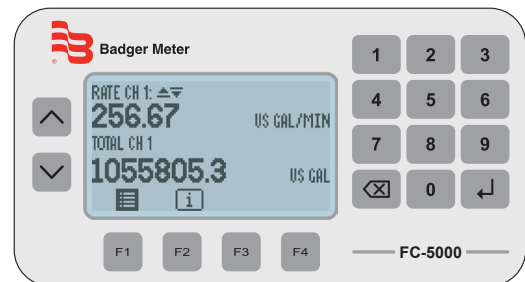 Badger Meter
®
RATE CH 1:
256.67 US GAL/MIN
TOTAL CH 1
1055805.3 US GAL
i
F1 F2 F3 F4
1 2 3
4 5 6
7 8 9
0
FC-5000